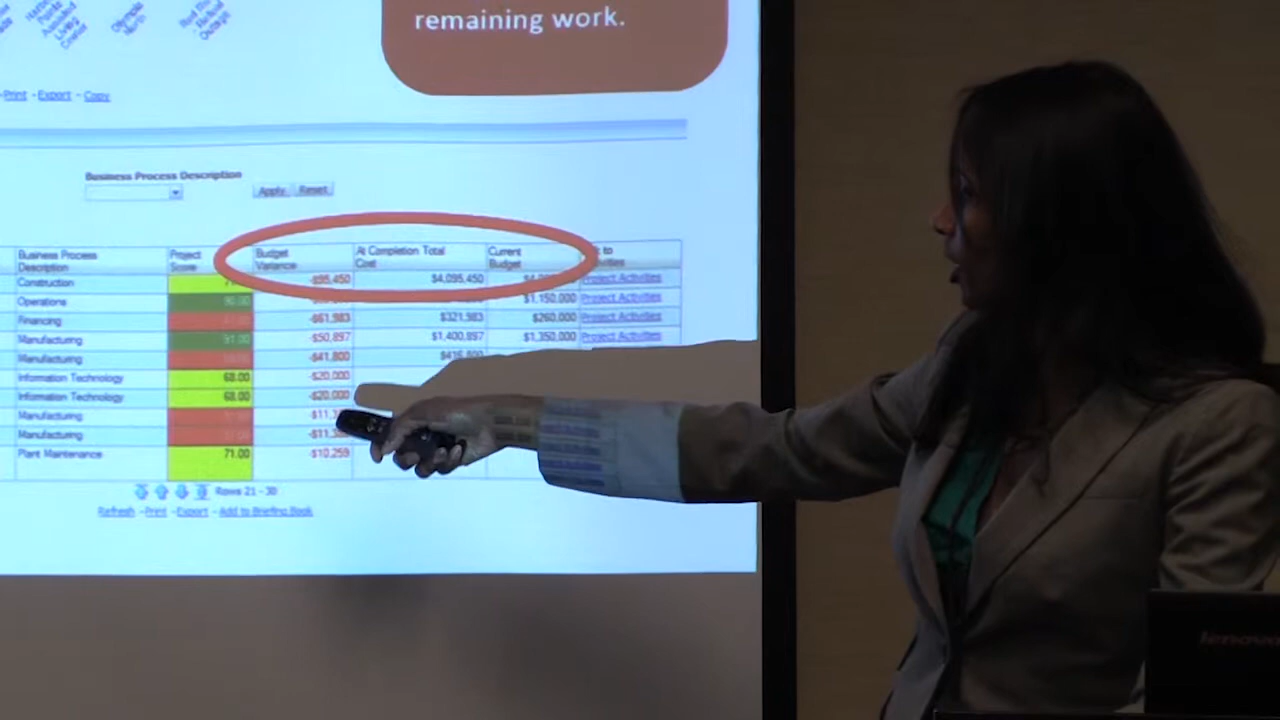 remaining work.
Print - Export - Copy
Business Process Description
Apply Reset
Business Process Description Project Score Budget Variance At Completion Total Cost Current Budget to
Construction -$95,450 $4,095,450 Project Activities
Operations 90.00 $1,150,000 Project Activities
Financing -$61,983 $321,983 $260,000 Project Activities
Manufacturing 91.00 -$50,897 $1,400,897 $1,350,000 Project Activities
Manufacturing -$41,800
Information Technology 68.00 -$20,000
Information Technology 68.00 -$20,000
Manufacturing
Manufacturing
Plant Maintenance 71.00 -$10,259
Rows 21 - 30
Refresh - Print - Export - Add to Briefing Book
lenovo